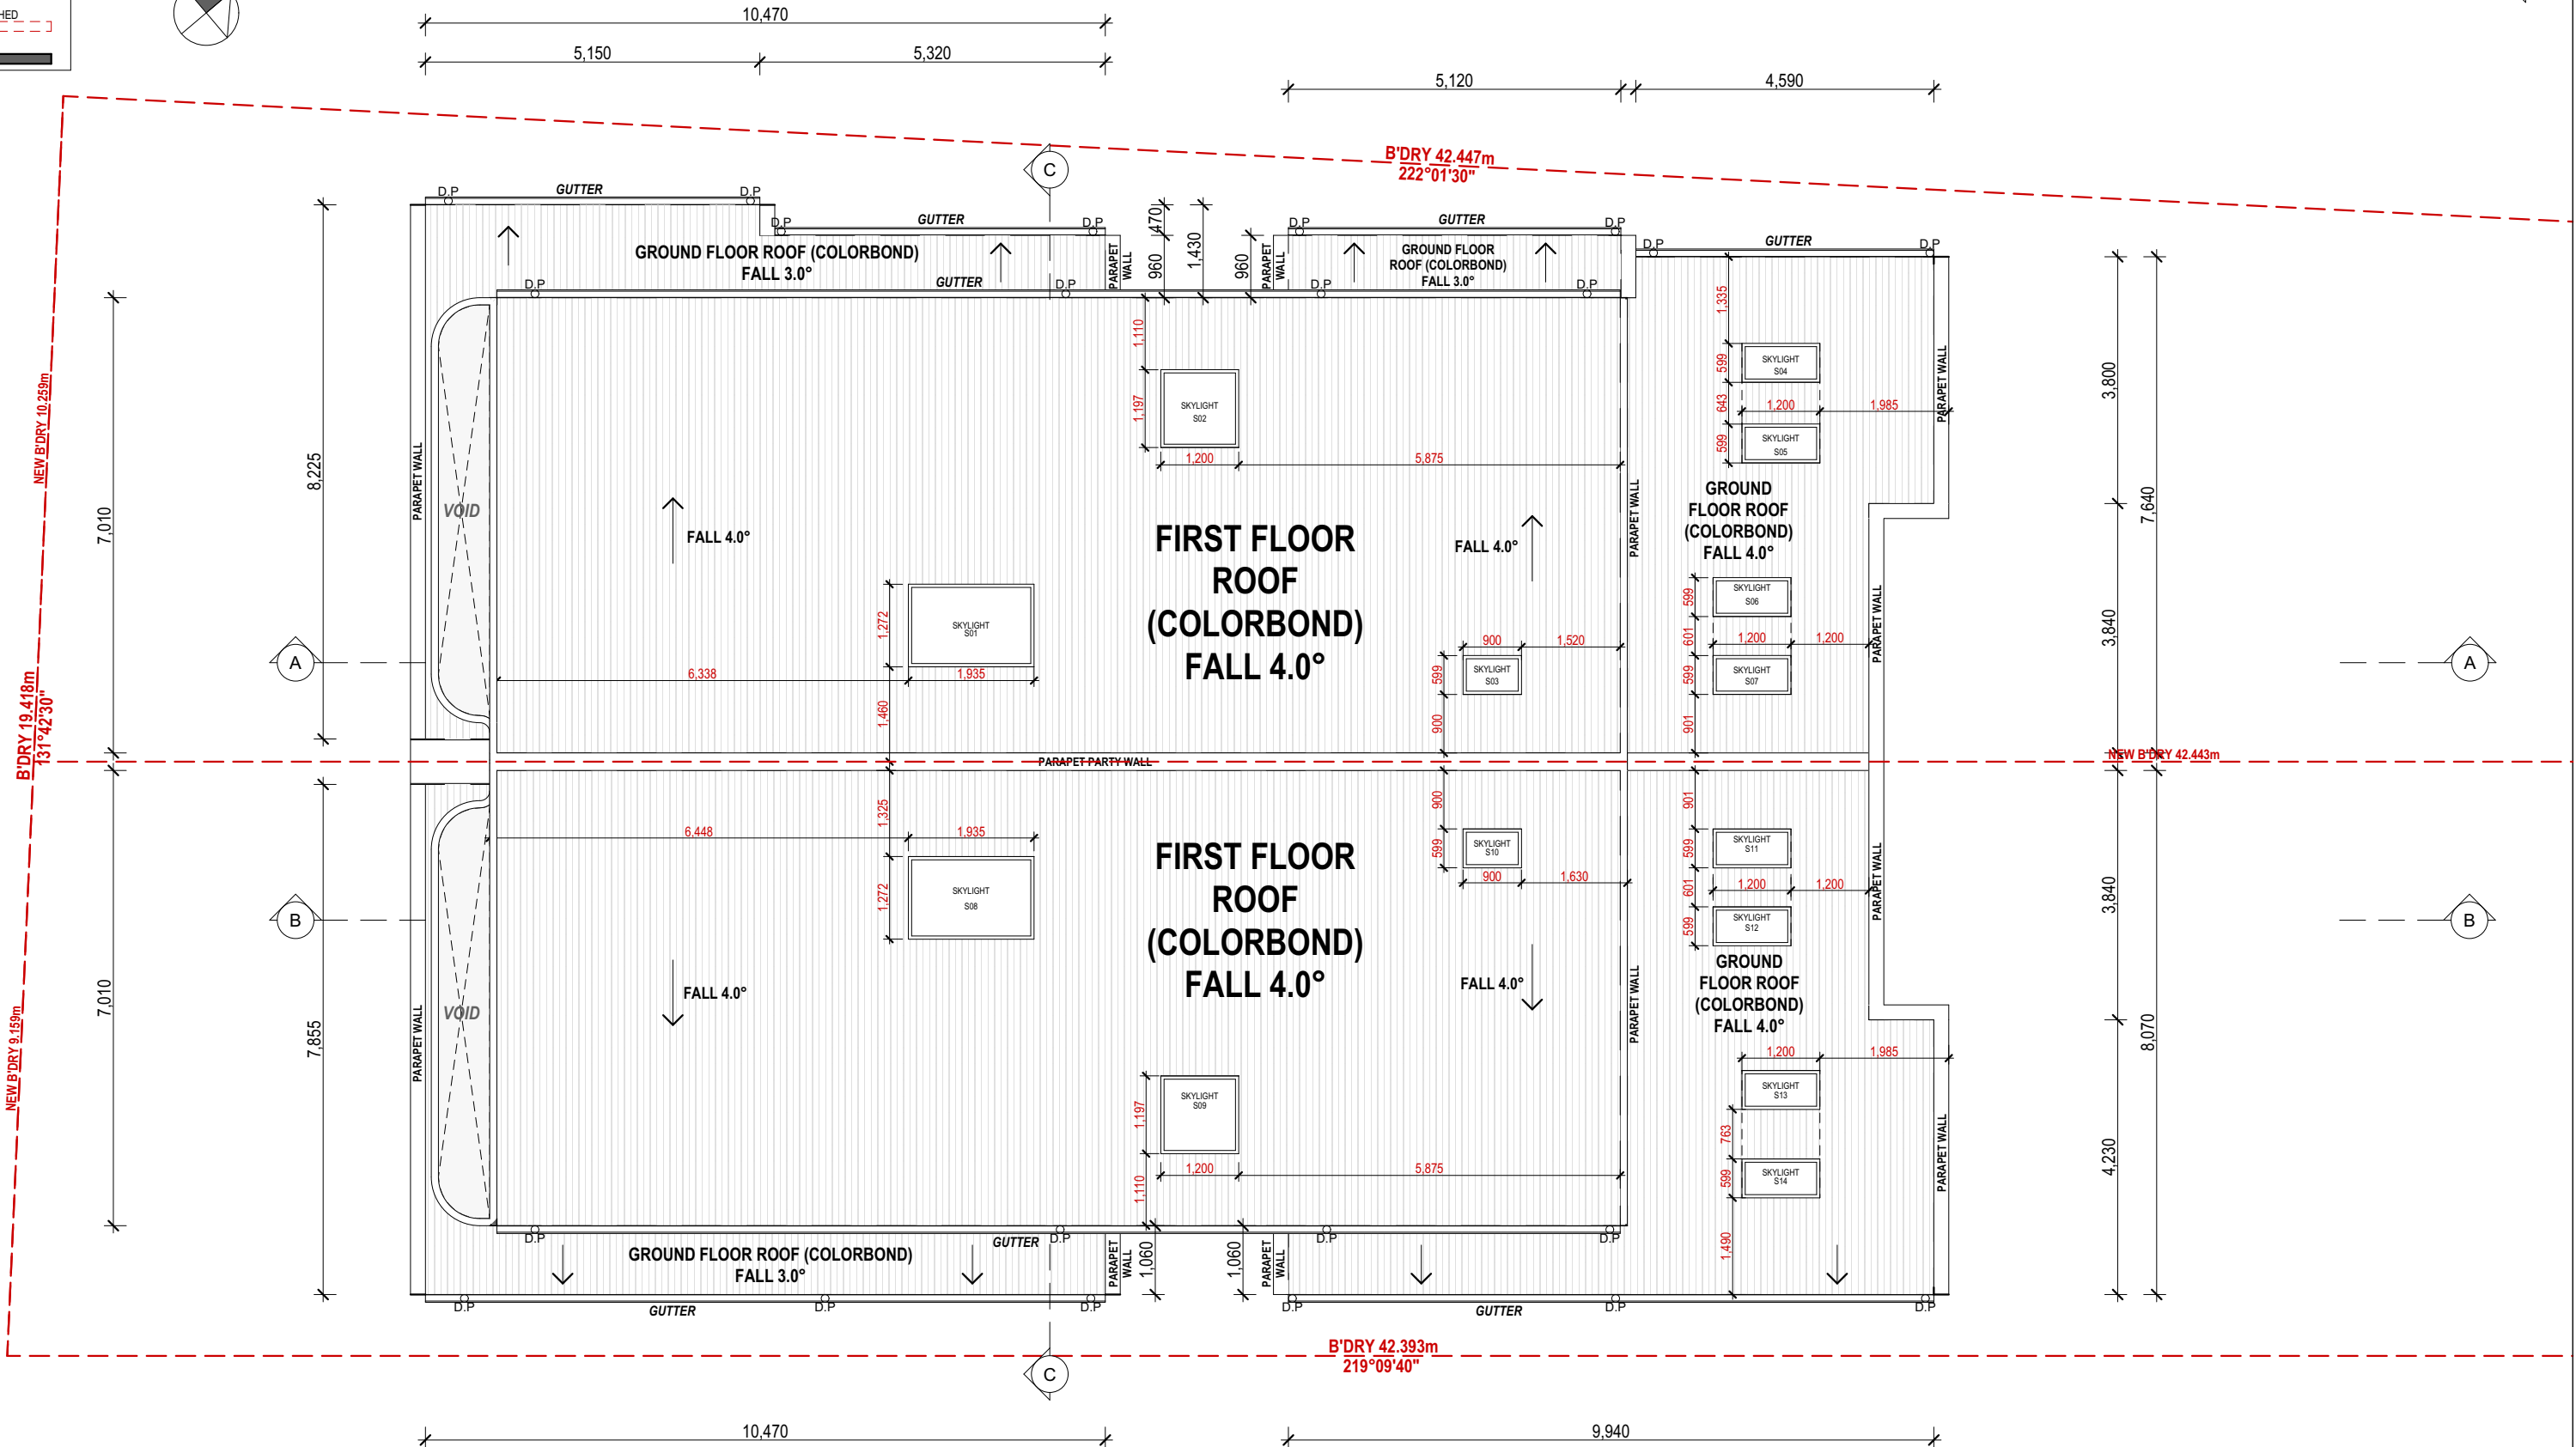 HED
10,470
5,150
5,320
5,120
4,590
B'DRY 42.447m
222°01'30"
C
D.P
GUTTER
D.P
D.P
GUTTER
D.P
D.P
GUTTER
D.P
D.P
GUTTER
D.P
GROUND FLOOR ROOF (COLORBOND)
FALL 3.0°
PARAPET
WALL
470
960
1,430
960
PARAPET
WALL
GROUND FLOOR
ROOF (COLORBOND)
FALL 3.0°
D.P
GUTTER
D.P
D.P
D.P
1,335
1,110
1,197
SKYLIGHT
S02
1,200
5,875
599
SKYLIGHT
S04
643
1,200
1,985
599
SKYLIGHT
S05
PARAPET WALL
3,800
7,640
NEW B'DRY 10.259m
7,010
8,225
PARAPET WALL
VOID
FALL 4.0°
FIRST FLOOR
ROOF
(COLORBOND)
FALL 4.0°
FALL 4.0°
PARAPET WALL
GROUND
FLOOR ROOF
(COLORBOND)
FALL 4.0°
1,272
SKYLIGHT
S01
6,338
1,935
1,460
900
1,520
599
SKYLIGHT
S03
900
599
SKYLIGHT
S06
601
1,200
1,200
599
SKYLIGHT
S07
901
PARAPET WALL
3,840
A
A
B'DRY 19.418m
131°42'30"
PARAPET PARTY WALL
NEW B'DRY 42.443m
1,325
6,448
1,935
1,272
SKYLIGHT
S08
FIRST FLOOR
ROOF
(COLORBOND)
FALL 4.0°
900
599
SKYLIGHT
S10
900
1,630
901
599
SKYLIGHT
S11
601
1,200
1,200
599
SKYLIGHT
S12
PARAPET WALL
3,840
B
B
NEW B'DRY 9.159m
7,010
7,855
PARAPET WALL
VOID
FALL 4.0°
FALL 4.0°
PARAPET WALL
GROUND
FLOOR ROOF
(COLORBOND)
FALL 4.0°
8,070
1,200
1,985
SKYLIGHT
S13
763
599
SKYLIGHT
S14
1,490
PARAPET WALL
4,230
1,197
SKYLIGHT
S09
1,200
5,875
1,110
D.P
GUTTER
D.P
D.P
D.P
GROUND FLOOR ROOF (COLORBOND)
FALL 3.0°
PARAPET
WALL
1,060
1,060
PARAPET
WALL
D.P
GUTTER
D.P
D.P
D.P
GUTTER
D.P
D.P
B'DRY 42.393m
219°09'40"
C
10,470
9,940